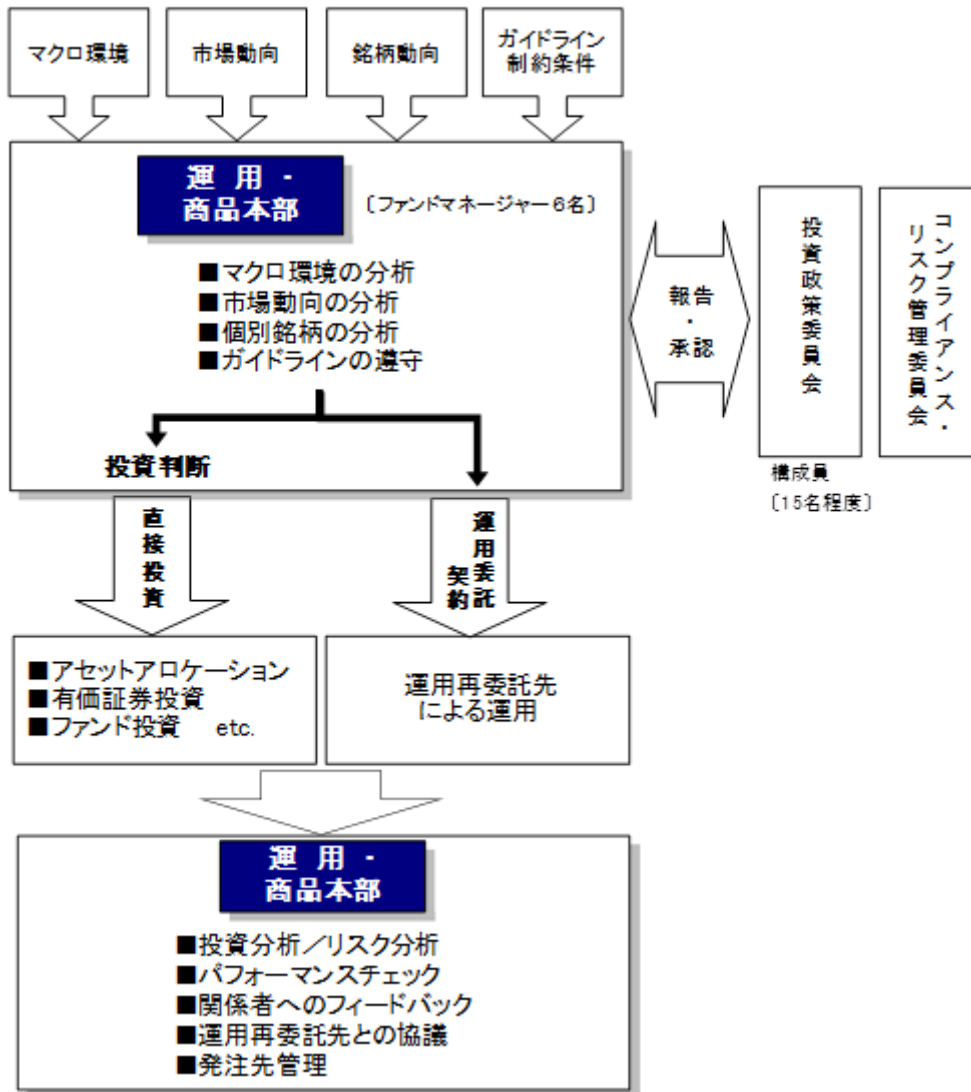 マクロ環境
市場動向
銘柄動向
ガイドライン
制約条件
運 用 -
商品本部
〔ファンドマネージャー6名〕
■マクロ環境の分析
■市場動向の分析
■個別銘柄の分析
■ガイドラインの遵守
投資判断
報告
・
承認
投資政策委員会
コンプライアンス・
リスク管理委員会
構成員
〔15名程度〕
直接投資
運用委託
契約
■アセットアロケーション
■有価証券投資
■ファンド投資 etc.
運用再委託先
による運用
運 用 -
商品本部
■投資分析／リスク分析
■パフォーマンスチェック
■関係者へのフィードバック
■運用再委託先との協議
■発注先管理